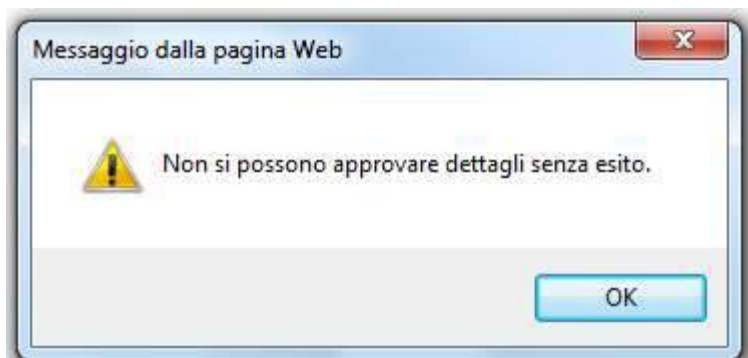 Messaggio dalla pagina Web
Non si possono approvare dettagli senza esito.
OK